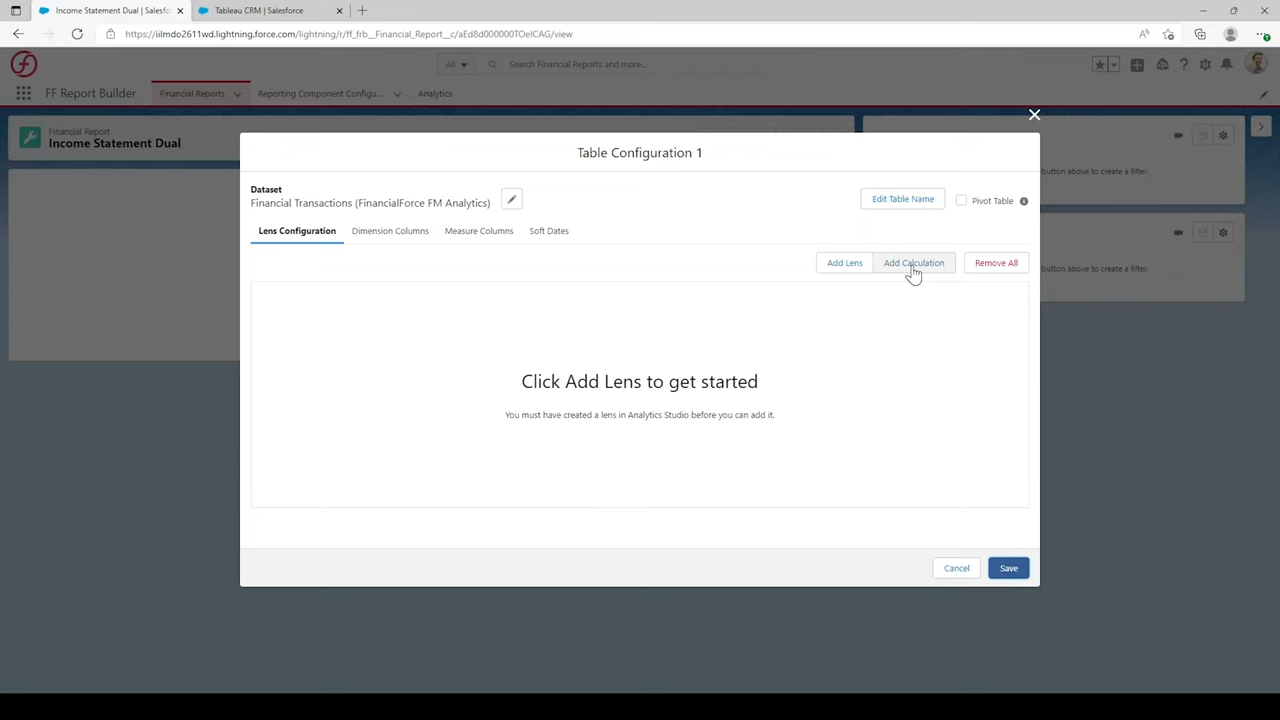 Income Statement Dual | Salesfo
Tableau CRM | Salesforce
https://iilmdo2611wd.lightning.force.com/lightning/r/ff_frb__Financial_Report__c/aEd8d000000TOelCAG/view
All
Search Financial Reports and more...
FF Report Builder
Financial Reports
Reporting Component Configu...
Analytics
Financial Report
Income Statement Dual
Table Configuration 1
Dataset
Financial Transactions (FinancialForce FM Analytics)
Edit Table Name
Pivot Table
button above to create a filter.
Lens Configuration
Dimension Columns
Measure Columns
Soft Dates
Add Lens
Add Calculation
Remove All
button above to create a filter.
Click Add Lens to get started
You must have created a lens in Analytics Studio before you can add it.
Cancel
Save